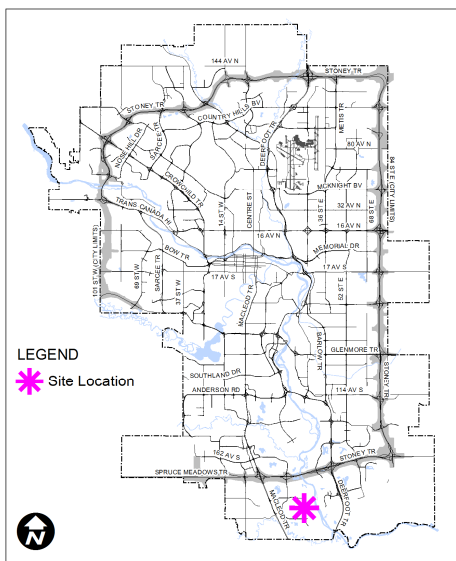 144 AV N
STONEY TR
STONEY TR
COUNTRY HILLS BV
NOSE HILL DR
SARCEE TR
DEERFOOT TR
METIS TR
80 AV N
CROWCHILD TR
MCKNIGHT BV
84 ST E (CITY LIMITS)
TRANS CANADA HI
14 ST W
CENTRE ST
36 ST E
32 AV N
68 ST E
16 AV N
16 AV N
BOW TR
MEMORIAL DR
101 ST W (CITY LIMITS)
69 ST W
SARCEE TR
37 ST W
17 AV S
17 AV S
MACLEOD TR
52 ST E
BARLOW TR
GLENMORE TR
LEGEND
Site Location
SOUTHLAND DR
STONEY TR
ANDERSON RD
114 AV S
162 AV S
STONEY TR
SPRUCE MEADOWS TR
MACLEOD TR
DEERFOOT TR
N